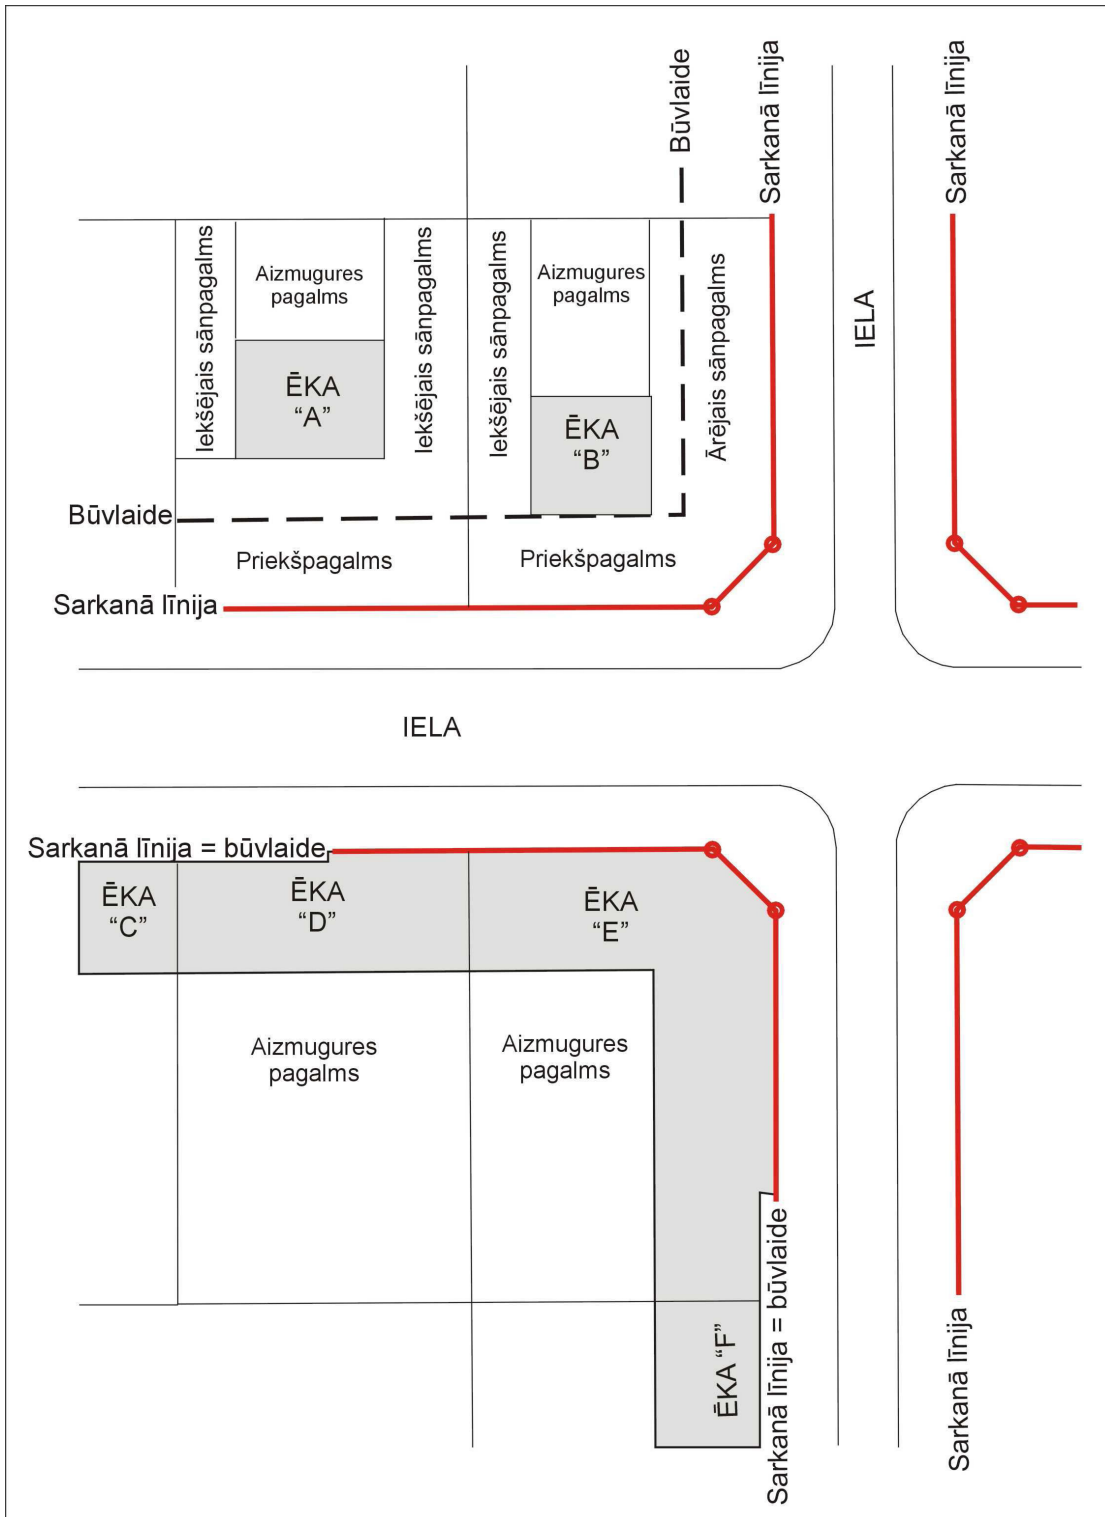 Sarkanā līnija
Sarkanā līnija
Būvlaide
Iekšējais sānpagalms
Aizmugures
pagalms
Iekšējais sānpagalms
Iekšējais sānpagalms
Aizmugures
pagalms
Ārējais sānpagalms
IELA
ĒKA
“A”
ĒKA
“B”
Būvlaide
Priekšpagalms
Priekšpagalms
Sarkanā līnija
IELA
Sarkanā līnija = būvlaide
ĒKA
“C”
ĒKA
“D”
ĒKA
“E”
Aizmugures
pagalms
Aizmugures
pagalms
ĒKA “F”
Sarkanā līnija = būvlaide
Sarkanā līnija